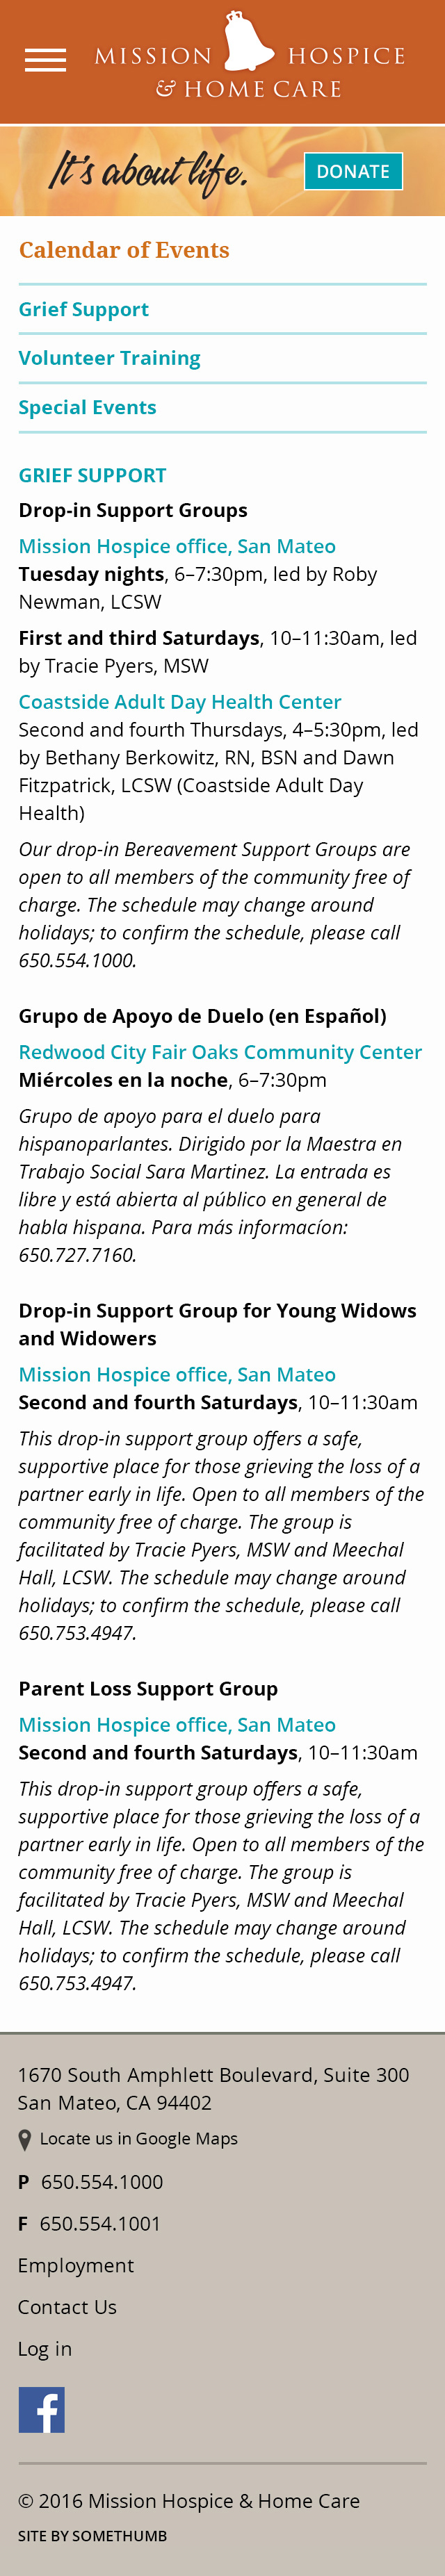 MISSION HOSPICE
& HOME CARE
It's about life.
DONATE
Calendar of Events
Grief Support
Volunteer Training
Special Events
GRIEF SUPPORT
Drop-in Support Groups
Mission Hospice office, San Mateo
Tuesday nights, 6–7:30pm, led by Roby
Newman, LCSW
First and third Saturdays, 10–11:30am, led
by Tracie Pyers, MSW
Coastside Adult Day Health Center
Second and fourth Thursdays, 4–5:30pm, led
by Bethany Berkowitz, RN, BSN and Dawn
Fitzpatrick, LCSW (Coastside Adult Day
Health)
Our drop-in Bereavement Support Groups are
open to all members of the community free of
charge. The schedule may change around
holidays; to confirm the schedule, please call
650.554.1000.
Grupo de Apoyo de Duelo (en Español)
Redwood City Fair Oaks Community Center
Miércoles en la noche, 6–7:30pm
Grupo de apoyo para el duelo para
hispanoparlantes. Dirigido por la Maestra en
Trabajo Social Sara Martinez. La entrada es
libre y está abierta al público en general de
habla hispana. Para más informacíon:
650.727.7160.
Drop-in Support Group for Young Widows
and Widowers
Mission Hospice office, San Mateo
Second and fourth Saturdays, 10–11:30am
This drop-in support group offers a safe,
supportive place for those grieving the loss of a
partner early in life. Open to all members of the
community free of charge. The group is
facilitated by Tracie Pyers, MSW and Meechal
Hall, LCSW. The schedule may change around
holidays; to confirm the schedule, please call
650.753.4947.
Parent Loss Support Group
Mission Hospice office, San Mateo
Second and fourth Saturdays, 10–11:30am
This drop-in support group offers a safe,
supportive place for those grieving the loss of a
partner early in life. Open to all members of the
community free of charge. The group is
facilitated by Tracie Pyers, MSW and Meechal
Hall, LCSW. The schedule may change around
holidays; to confirm the schedule, please call
650.753.4947.
1670 South Amphlett Boulevard, Suite 300
San Mateo, CA 94402
Locate us in Google Maps
P 650.554.1000
F 650.554.1001
Employment
Contact Us
Log in
f
© 2016 Mission Hospice & Home Care
SITE BY SOMETHUMB